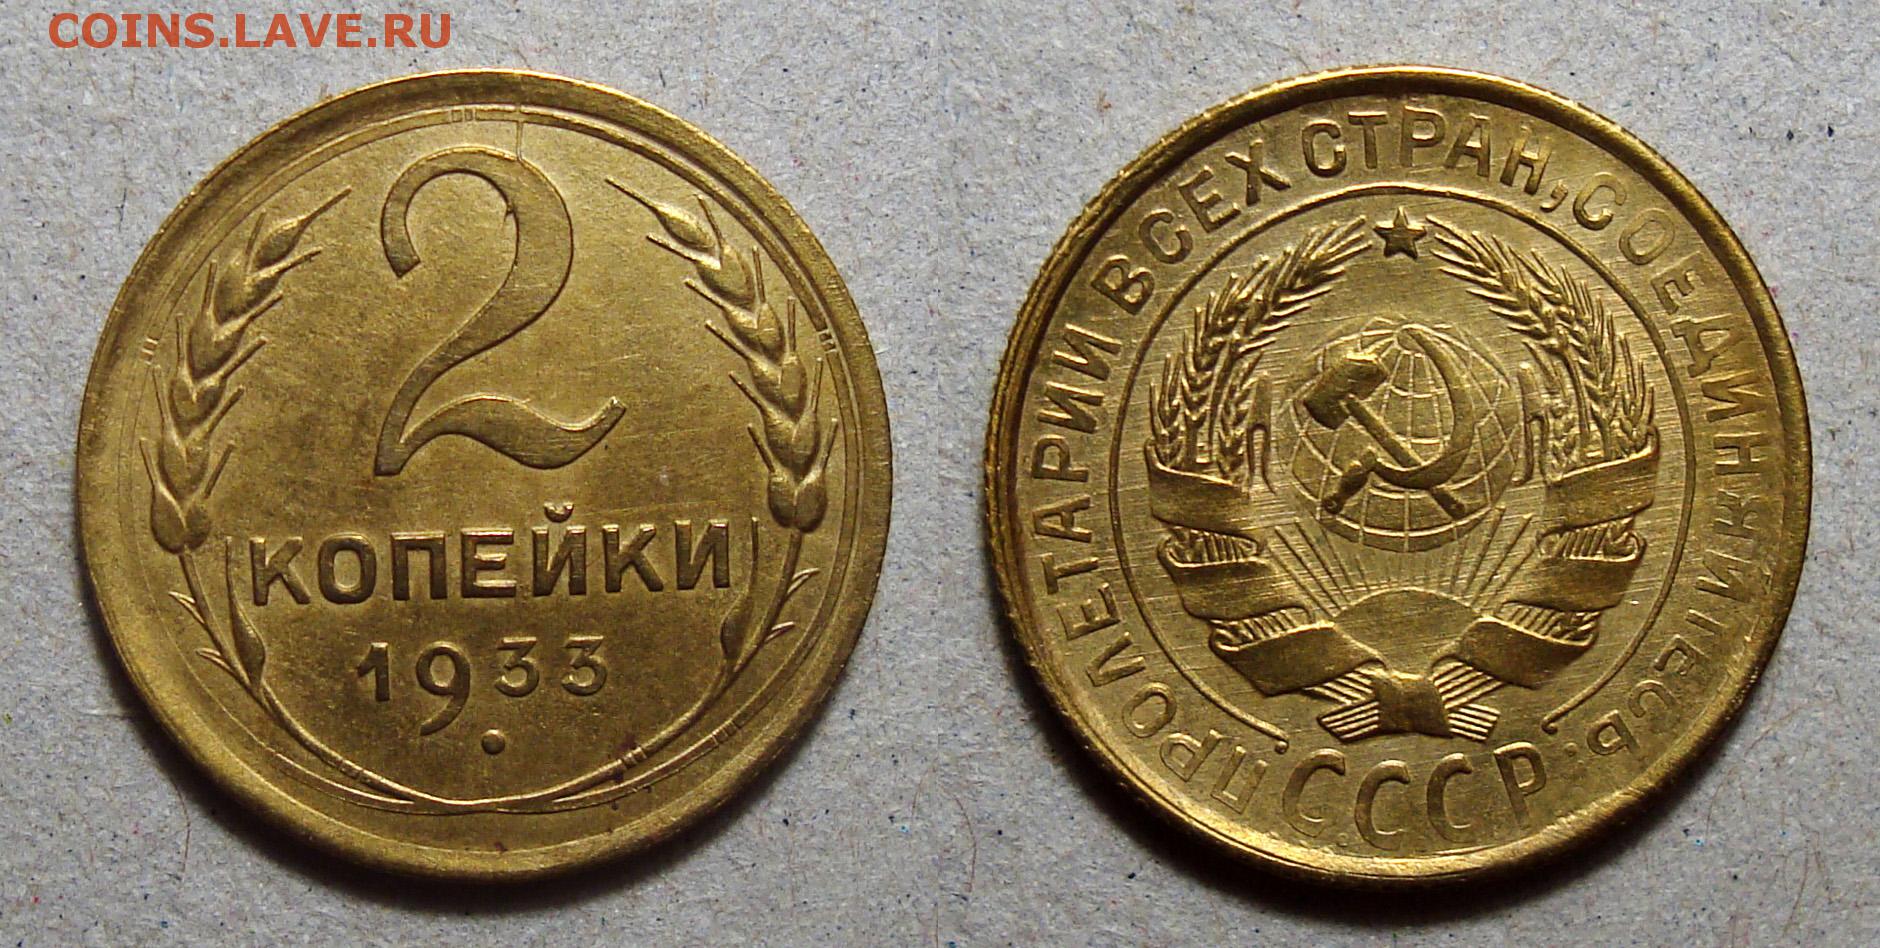 COINS.LAVE.RU
2
КОПЕЙКИ
1933
ПРОЛЕТАРИИ ВСЕХ СТРАН, СОЕДИНЯЙТЕСЬ.
СССР